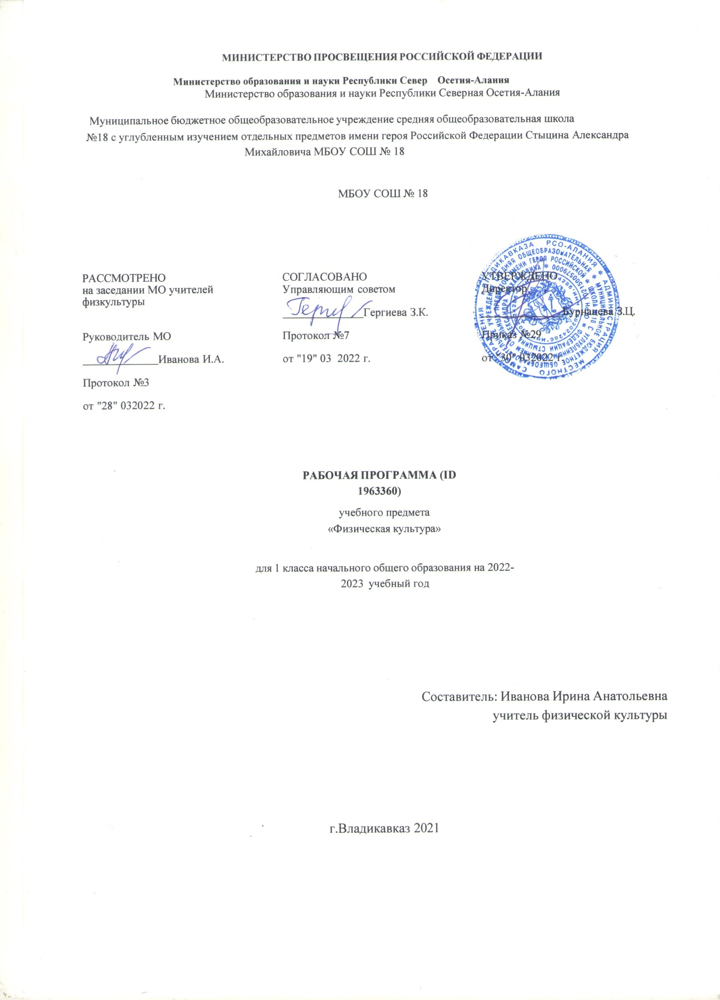 МИНИСТЕРСТВО ПРОСВЕЩЕНИЯ РОССИЙСКОЙ ФЕДЕРАЦИИ
Министерство образования и науки Республики Север Осетия-Алания
Министерство образования и науки Республики Северная Осетия-Алания
Муниципальное бюджетное общеобразовательное учреждение средняя общеобразовательная школа
№18 с углубленным изучением отдельных предметов имени героя Российской Федерации Стыцина Александра
Михайловича МБОУ СОШ № 18
МБОУ СОШ № 18
РАССМОТРЕНО
на заседании МО учителей
физкультуры
Руководитель МО
_____________Иванова И.А.
Протокол №3
от "28" 032022 г.
СОГЛАСОВАНО
Управляющим советом
______________Гергиева З.К.
Протокол №7
от "19" 03 2022 г.
УТВЕРЖДЕНО
Директор
______________Бурнацева З.Ц.
Приказ №29
от "30" 032022 г.
РСО-АЛАНИЯ * АДМИНИСТРАЦИЯ МЕСТНОГО САМОУПРАВЛЕНИЯ Г.ВЛАДИКАВКАЗА
РАБОЧАЯ ПРОГРАММА (ID
1963360)
учебного предмета
«Физическая культура»
для 1 класса начального общего образования на 2022-
2023 учебный год
Составитель: Иванова Ирина Анатольевна
учитель физической культуры
г.Владикавказ 2021